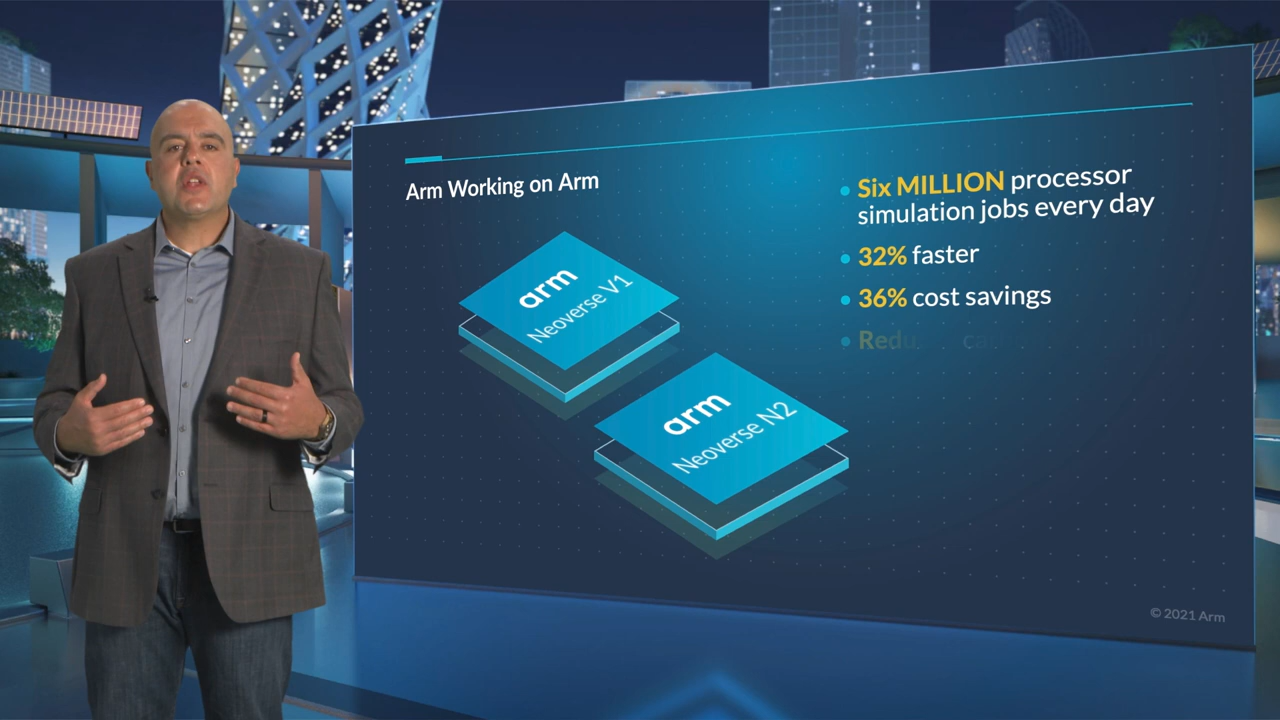 Arm Working on Arm
arm
Neoverse V1
arm
Neoverse N2
Six MILLION processor
simulation jobs every day
32% faster
36% cost savings
© 2021 Arm